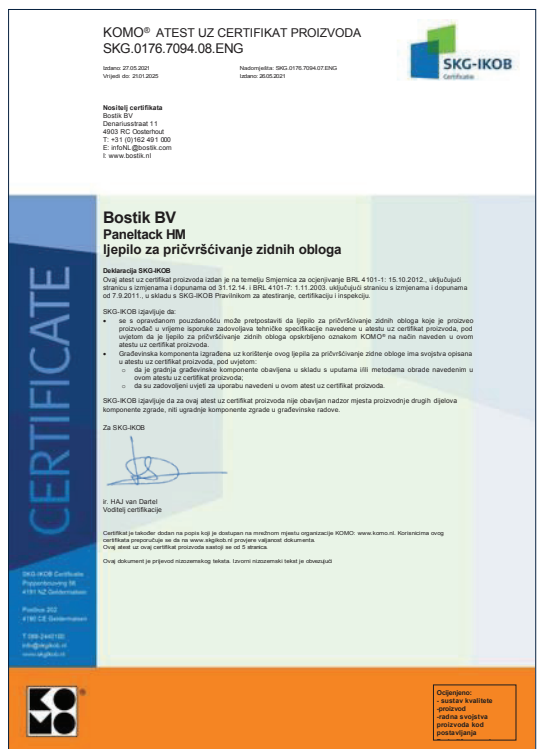 KOMO® ATEST UZ CERTIFIKAT PROIZVODA
SKG.0176.7094.08.ENG
Izdano: 27.05.2021
Nadomješta: SKG.0176.7094.07.ENG
Vrijedi do: 21.01.2025
Izdano: 26.05.2021
SKG-IKOB
Certificatie
Nositelj certifikata
Bostik BV
Denariusstraat 11
4903 RC Oosterhout
T: +31 (0)162 491 000
E: infoNL@bostik.com
I: www.bostik.nl
Bostik BV
Paneltack HM
ljepilo za pričvršćivanje zidnih obloga
Deklaracija SKG-IKOB
Ovaj atest uz certifikat proizvoda izdan je na temelju Smjernica za ocjenjivanje BRL 4101-1: 15.10.2012., uključujući
stranicu s izmjenama i dopunama od 31.12.14. i BRL 4101-7: 1.11.2003. uključujući stranicu s izmjenama i dopunama
od 7.9.2011., u skladu s SKG-IKOB Pravilnikom za atestiranje, certifikaciju i inspekciju.
SKG-IKOB izjavljuje da:
• se s opravdanom pouzdanošću može pretpostaviti da ljepilo za pričvršćivanje zidnih obloga koje je proizveo
proizvođač u vrijeme isporuke zadovoljava tehničke specifikacije navedene u atestu uz certifikat proizvoda, pod
uvjetom da je ljepilo za pričvršćivanje zidnih obloga opskrbljeno oznakom KOMO® na način naveden u ovom
atestu uz certifikat proizvoda.
• Građevinska komponenta izgrađena uz korištenje ovog ljepila za pričvršćivanje zidne obloge ima svojstva opisana
u atestu uz certifikat proizvoda, pod uvjetom:
o da je gradnja građevinske komponente obavljena u skladu s uputama i/ili metodama obrade navedenim u
ovom atestu uz certifikat proizvoda;
o da su zadovoljeni uvjeti za uporabu navedeni u ovom atest uz certifikat proizvoda.
SKG-IKOB izjavljuje da za ovaj atest uz certifikat proizvoda nije obavljan nadzor mjesta proizvodnje drugih dijelova
komponente zgrade, niti ugradnje komponente zgrade u građevinske radove.
Za SKG-IKOB
ir. HAJ van Dartel
Voditelj certifikacije
Certifikat je također dodan na popis koji je dostupan na mrežnom mjestu organizacije KOMO: www.komo.nl. Korisnicima ovog
certifikata preporučuje se da na www.skgikob.nl provjere valjanost dokumenta.
Ovaj atest uz ovaj certifikat proizvoda sastoji se od 5 stranica.
Ovaj dokument je prijevod nizozemskog teksta. Izvorni nizozemski tekst je obvezujući
CERTIFICATE
SKG-IKOB Certificatie
Poppenbouwing 56
4191 NZ Geldermalsen
Postbus 202
4190 CE Geldermalsen
T 088-2440100
info@skgikob.nl
www.skgikob.nl
KOMO®
Ocijenjeno:
- sustav kvalitete
-proizvod
-radna svojstva
proizvoda kod
postavljanja